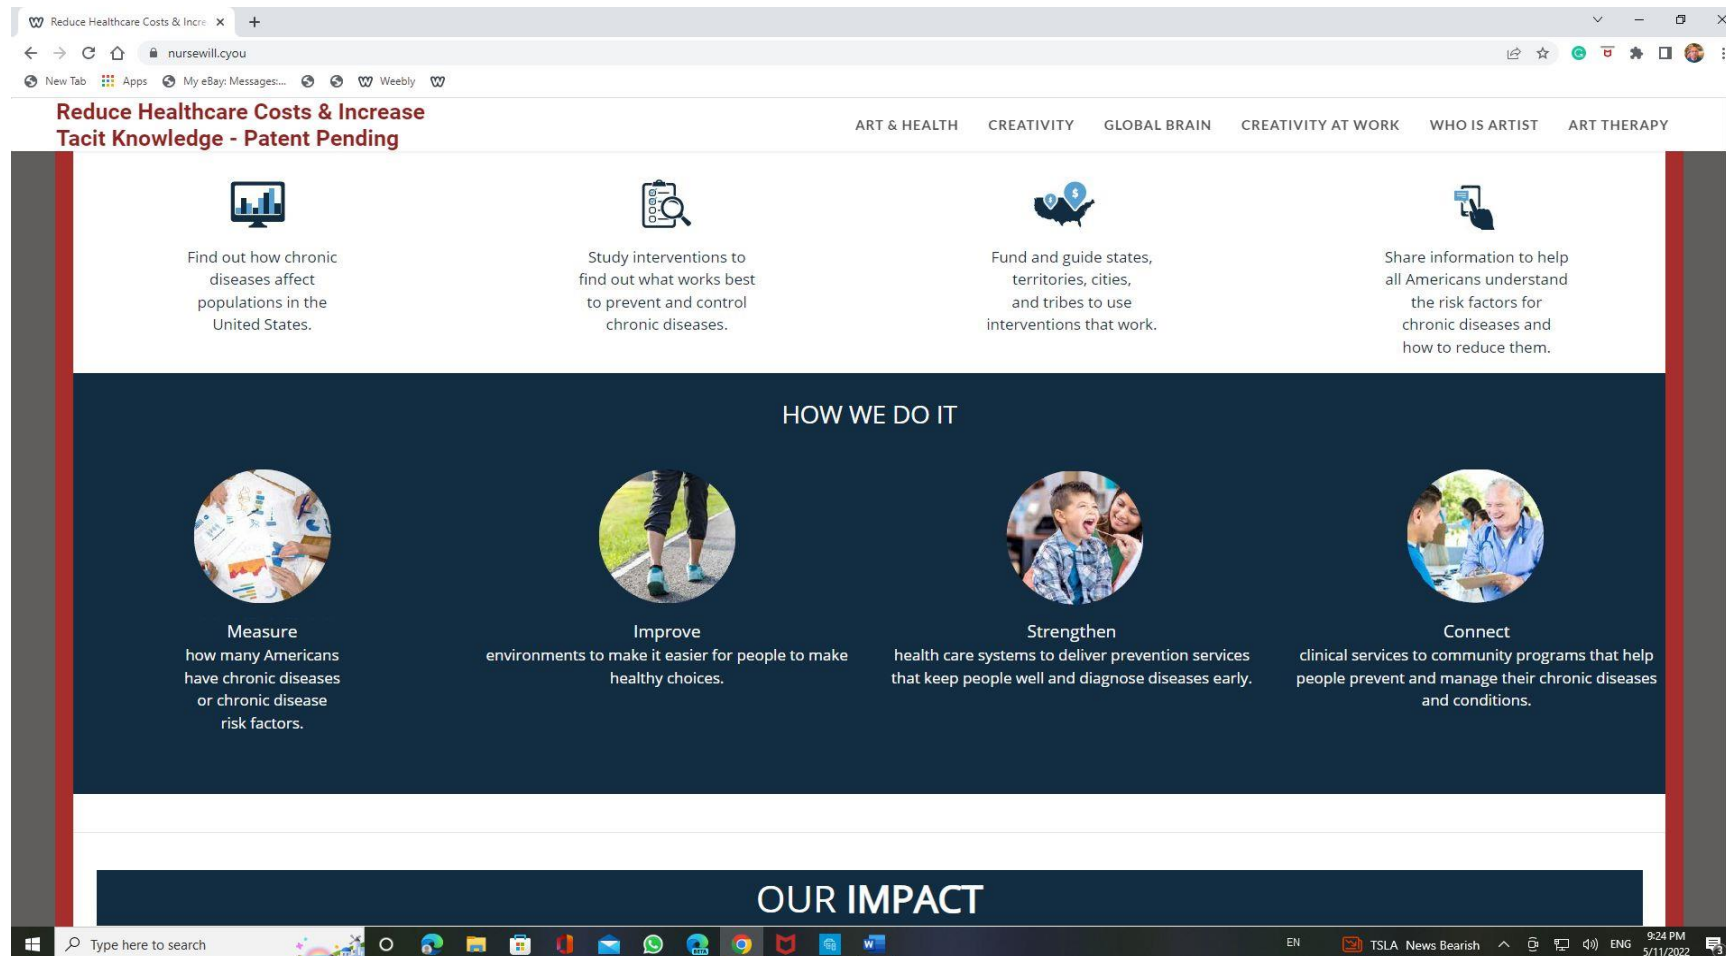 Reduce Healthcare Costs & Incre
nursewill.cyou
New Tab
Apps
My eBay: Messages:...
Weebly
Reduce Healthcare Costs & Increase
Tacit Knowledge - Patent Pending
ART & HEALTH
CREATIVITY
GLOBAL BRAIN
CREATIVITY AT WORK
WHO IS ARTIST
ART THERAPY
Find out how chronic
diseases affect
populations in the
United States.
Study interventions to
find out what works best
to prevent and control
chronic diseases.
Fund and guide states,
territories, cities,
and tribes to use
interventions that work.
Share information to help
all Americans understand
the risk factors for
chronic diseases and
how to reduce them.
HOW WE DO IT
Measure
how many Americans
have chronic diseases
or chronic disease
risk factors.
Improve
environments to make it easier for people to make
healthy choices.
Strengthen
health care systems to deliver prevention services
that keep people well and diagnose diseases early.
Connect
clinical services to community programs that help
people prevent and manage their chronic diseases
and conditions.
OUR IMPACT
Type here to search
EN
TSLA News Bearish
ENG
9:24 PM
5/11/2022